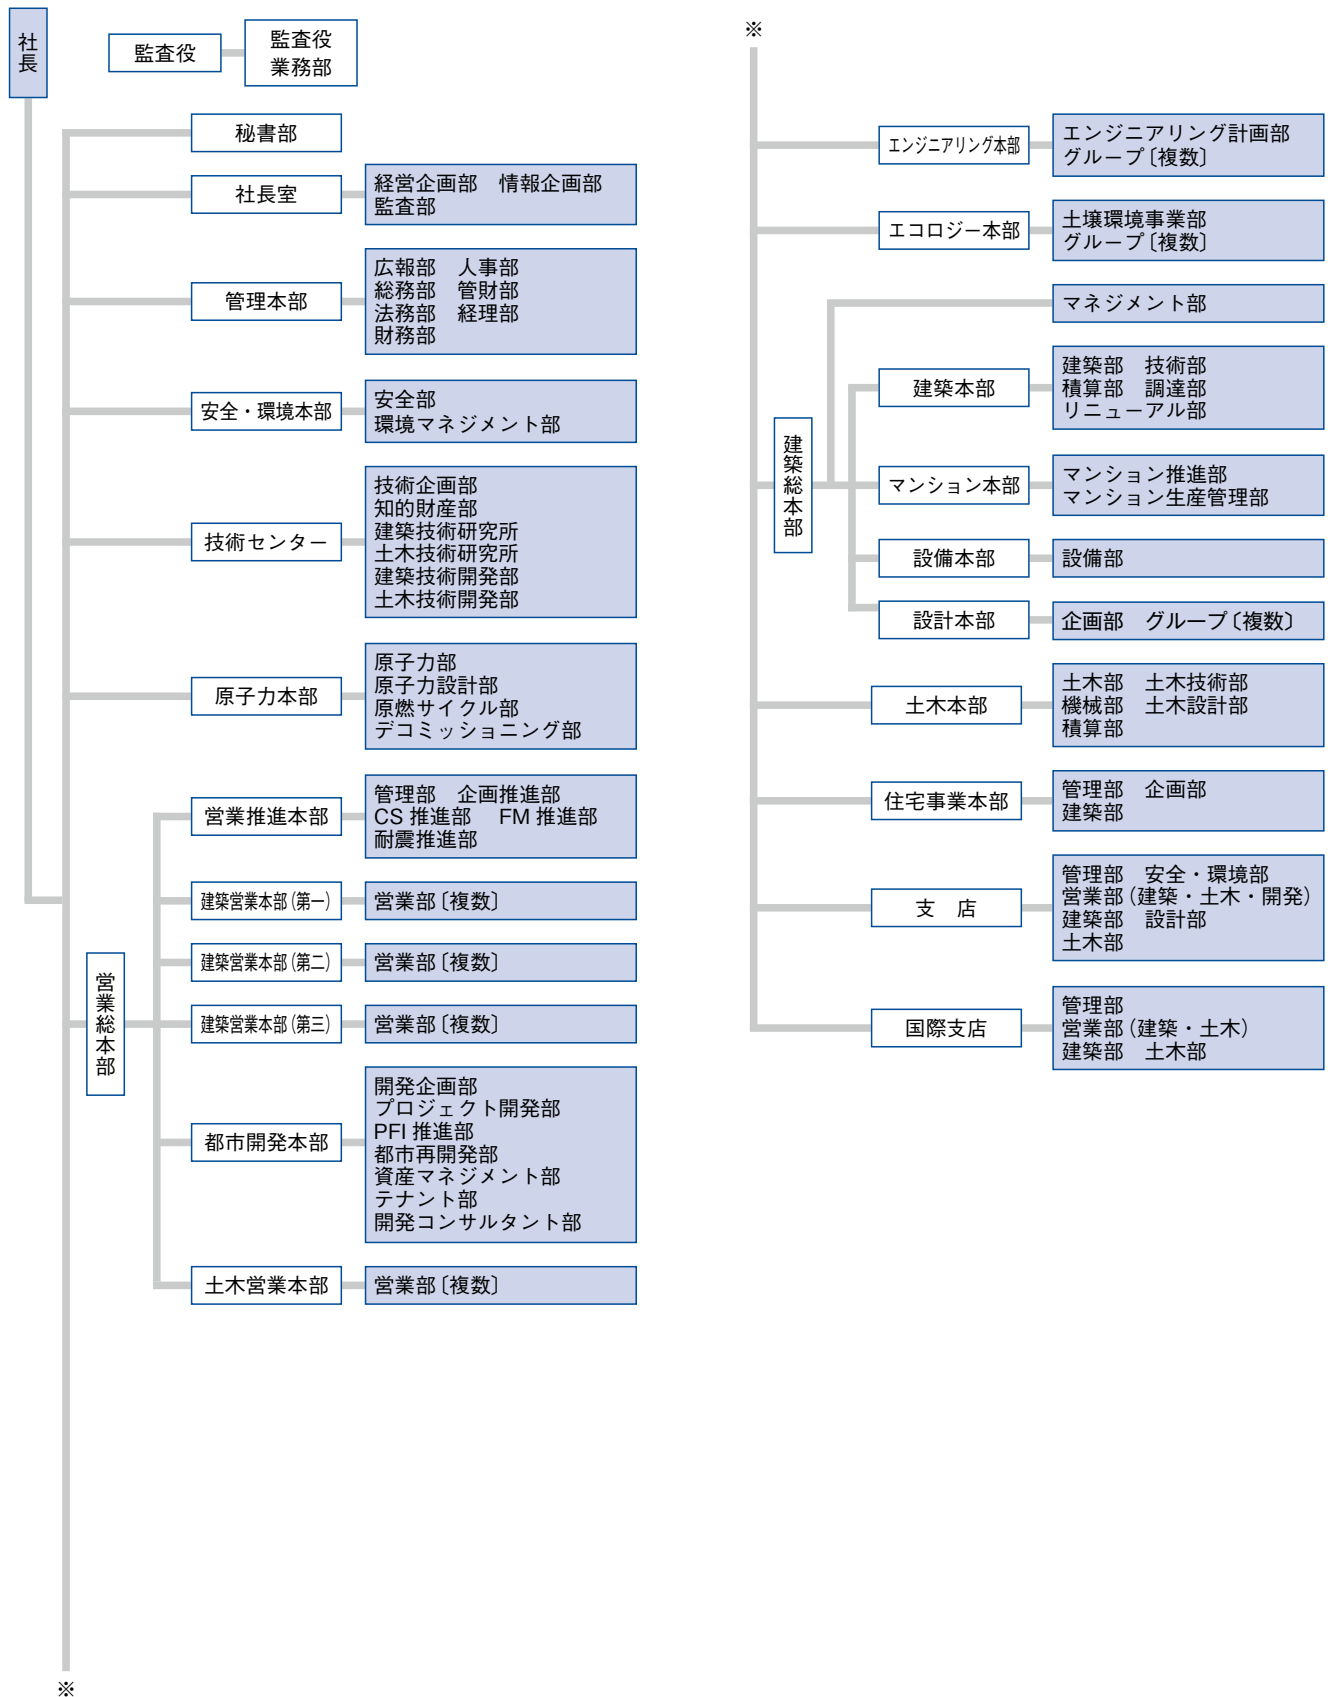 社長
監査役
監査役
業務部
秘書部
社長室
経営企画部　情報企画部
監査部
管理本部
広報部　人事部
総務部　管財部
法務部　経理部
財務部
安全・環境本部
安全部
環境マネジメント部
技術センター
技術企画部
知的財産部
建築技術研究所
土木技術研究所
建築技術開発部
土木技術開発部
原子力本部
原子力部
原子力設計部
原燃サイクル部
デコミッショニング部
営業総本部
営業推進本部
管理部　企画推進部
CS 推進部　FM 推進部
耐震推進部
建築営業本部(第一)
営業部〔複数〕
建築営業本部(第二)
営業部〔複数〕
建築営業本部(第三)
営業部〔複数〕
都市開発本部
開発企画部
プロジェクト開発部
PFI 推進部
都市再開発部
資産マネジメント部
テナント部
開発コンサルタント部
土木営業本部
営業部〔複数〕
※
※
エンジニアリング本部
エンジニアリング計画部
グループ〔複数〕
エコロジー本部
土壌環境事業部
グループ〔複数〕
建築総本部
マネジメント部
建築本部
建築部　技術部
積算部　調達部
リニューアル部
マンション本部
マンション推進部
マンション生産管理部
設備本部
設備部
設計本部
企画部　グループ〔複数〕
土木本部
土木部　土木技術部
機械部　土木設計部
積算部
住宅事業本部
管理部　企画部
建築部
支　店
管理部　安全・環境部
営業部(建築・土木・開発)
建築部　設計部
土木部
国際支店
管理部
営業部(建築・土木)
建築部　土木部